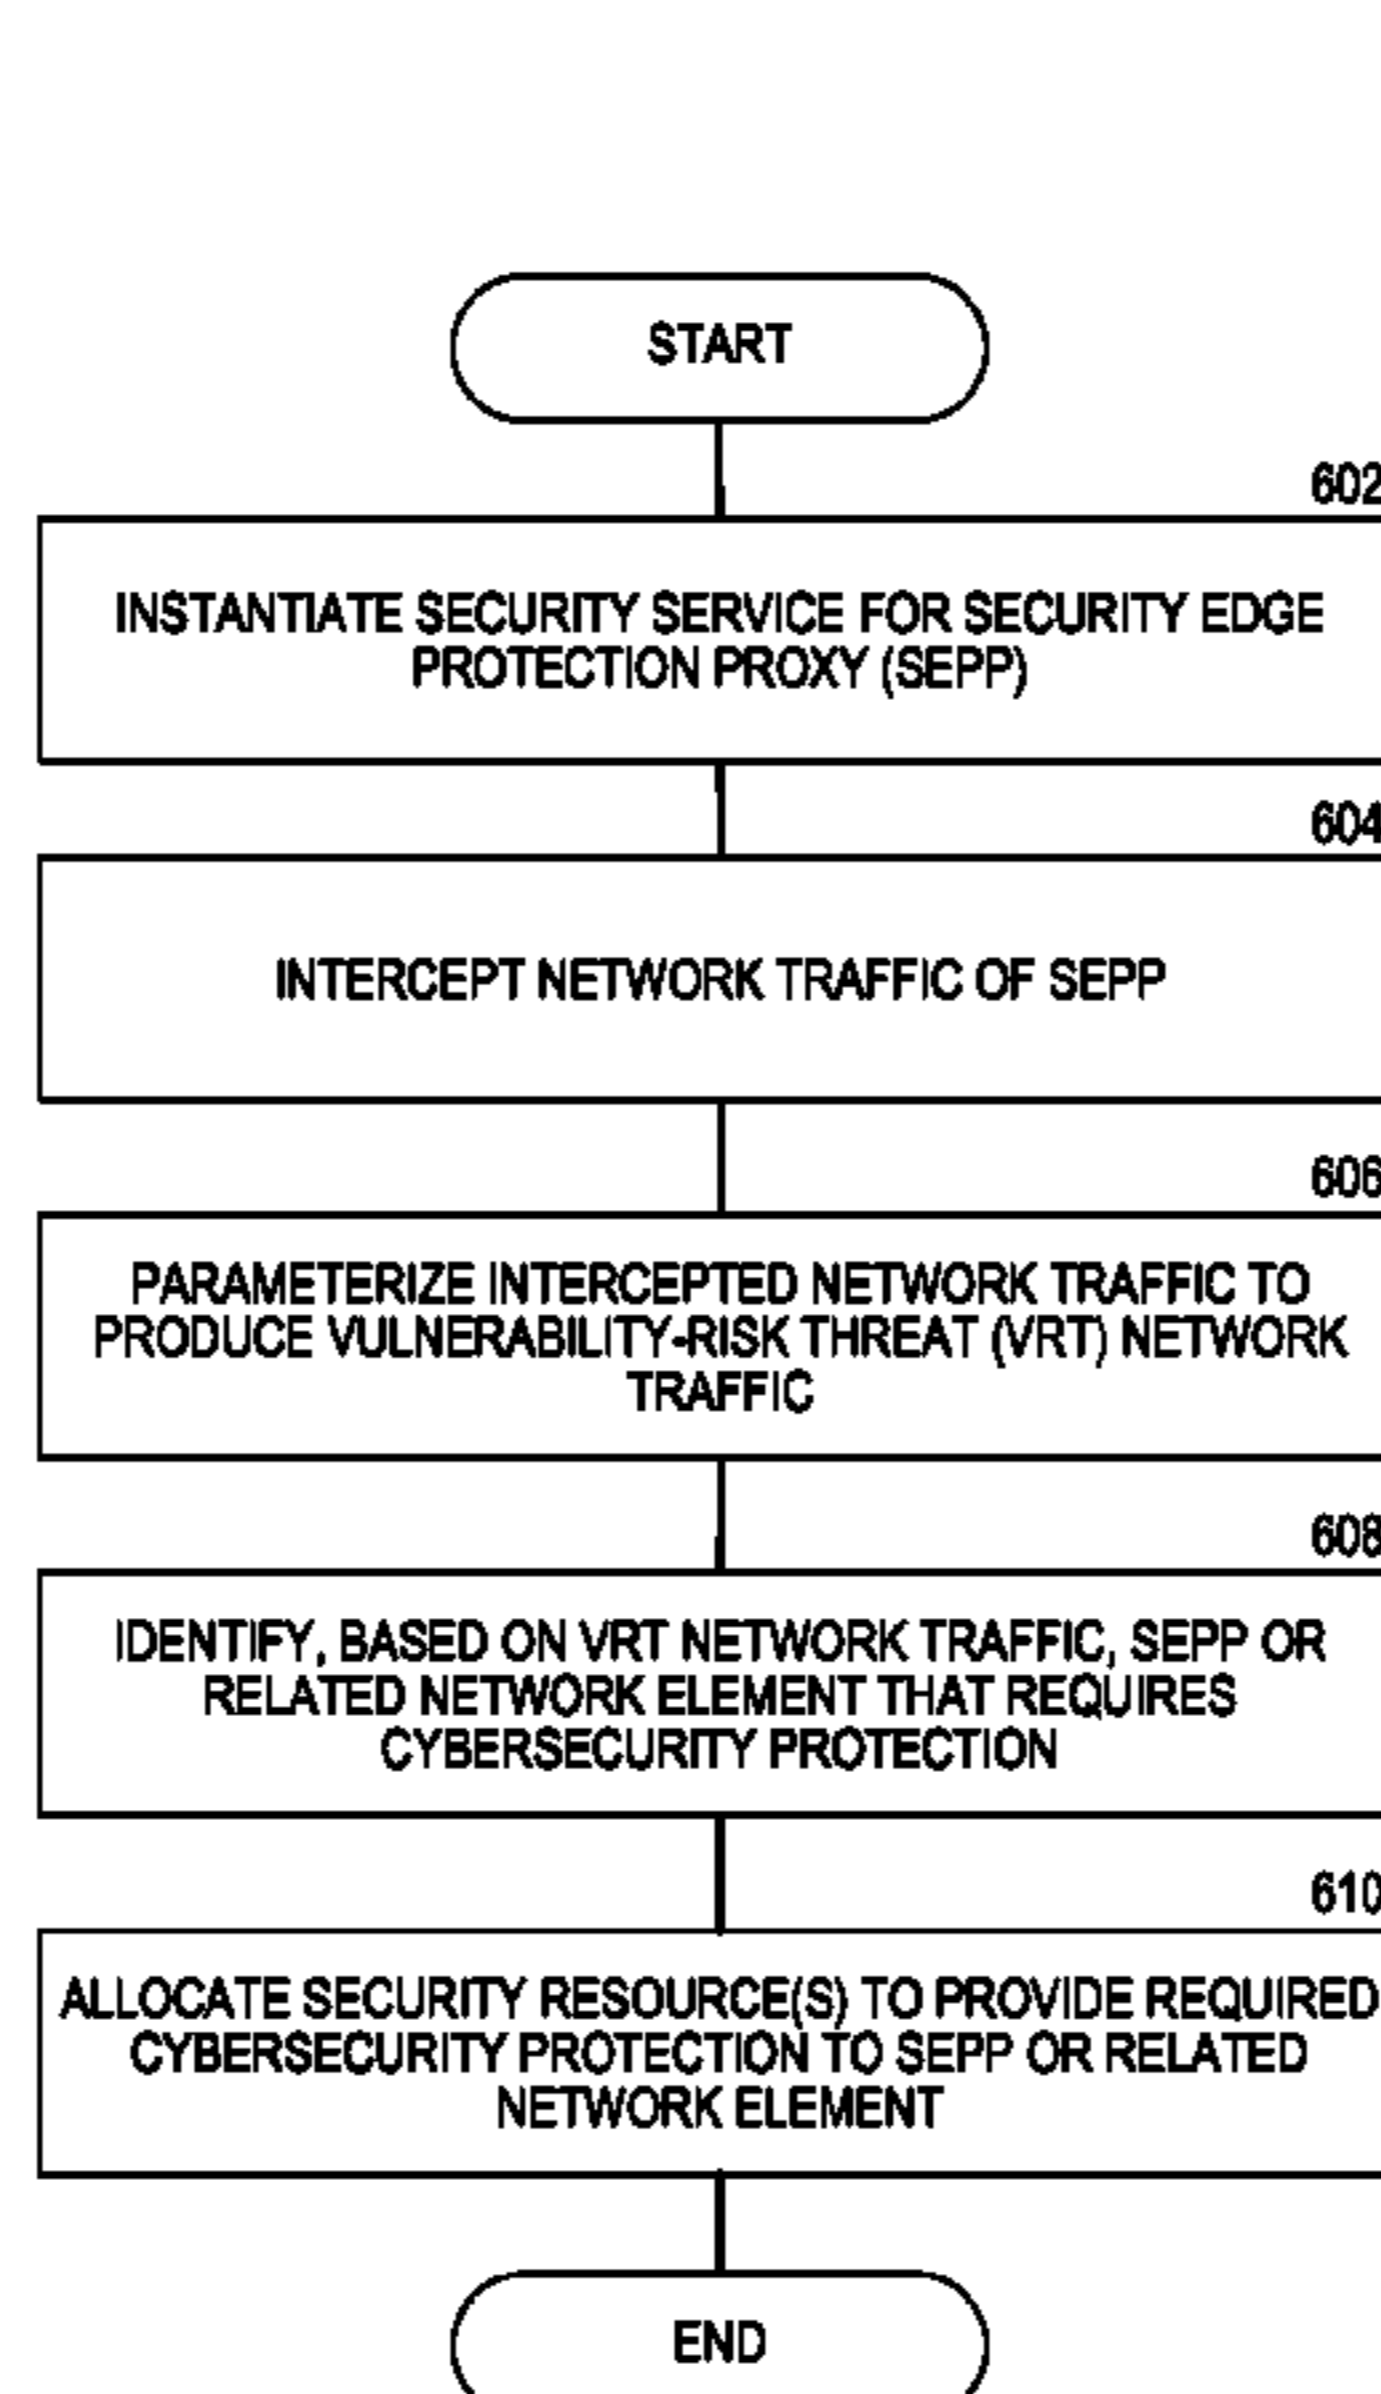 START
602
INSTANTIATE SECURITY SERVICE FOR SECURITY EDGE
PROTECTION PROXY (SEPP)
604
INTERCEPT NETWORK TRAFFIC OF SEPP
606
PARAMETERIZE INTERCEPTED NETWORK TRAFFIC TO
PRODUCE VULNERABILITY-RISK THREAT (VRT) NETWORK
TRAFFIC
608
IDENTIFY, BASED ON VRT NETWORK TRAFFIC, SEPP OR
RELATED NETWORK ELEMENT THAT REQUIRES
CYBERSECURITY PROTECTION
610
ALLOCATE SECURITY RESOURCE(S) TO PROVIDE REQUIRED
CYBERSECURITY PROTECTION TO SEPP OR RELATED
NETWORK ELEMENT
END